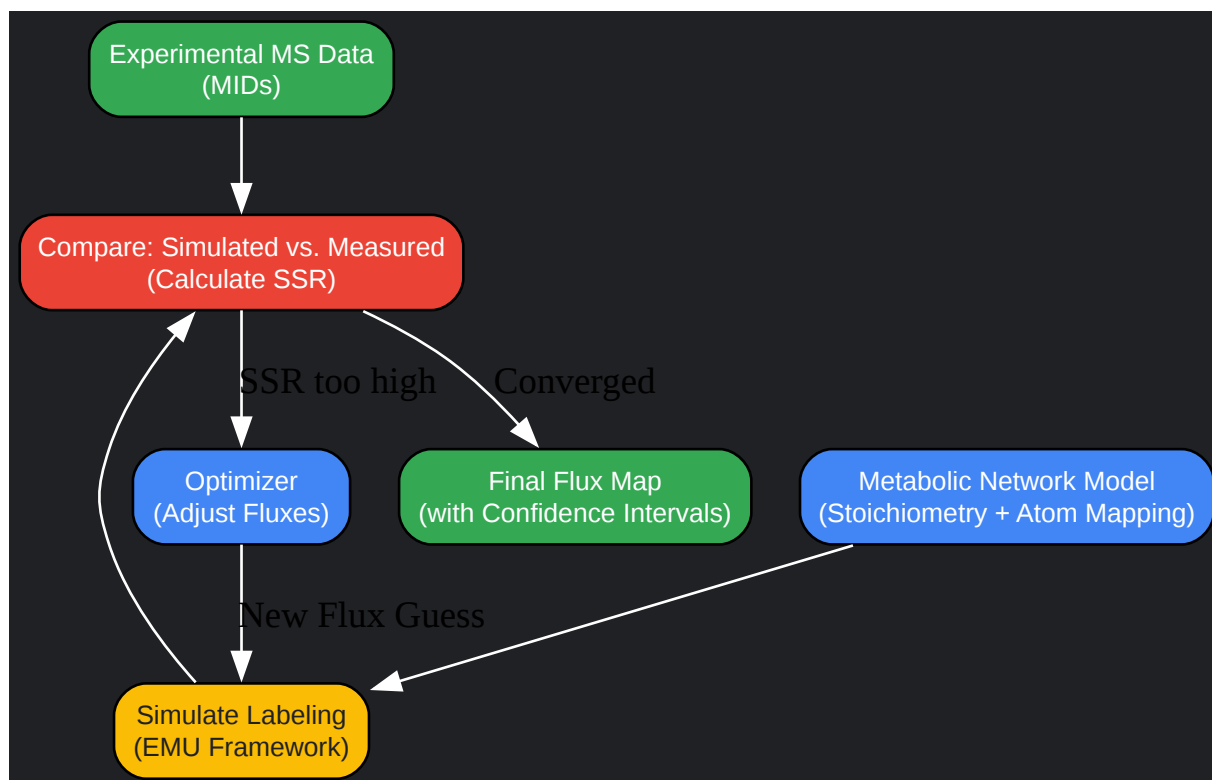 Experimental MS Data
(MIDs)
Compare: Simulated vs. Measured
(Calculate SSR)
SSR too high
Converged
Optimizer
(Adjust Fluxes)
Final Flux Map
(with Confidence Intervals)
Metabolic Network Model
(Stoichiometry + Atom Mapping)
New Flux Guess
Simulate Labeling
(EMU Framework)